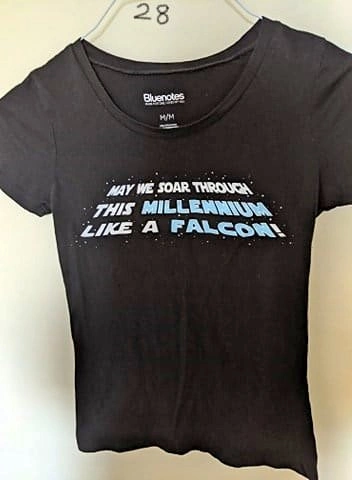 28
Bluenotes
M/M
MAY WE SOAR THROUGH
THIS MILLENNIUM
LIKE A FALCON!